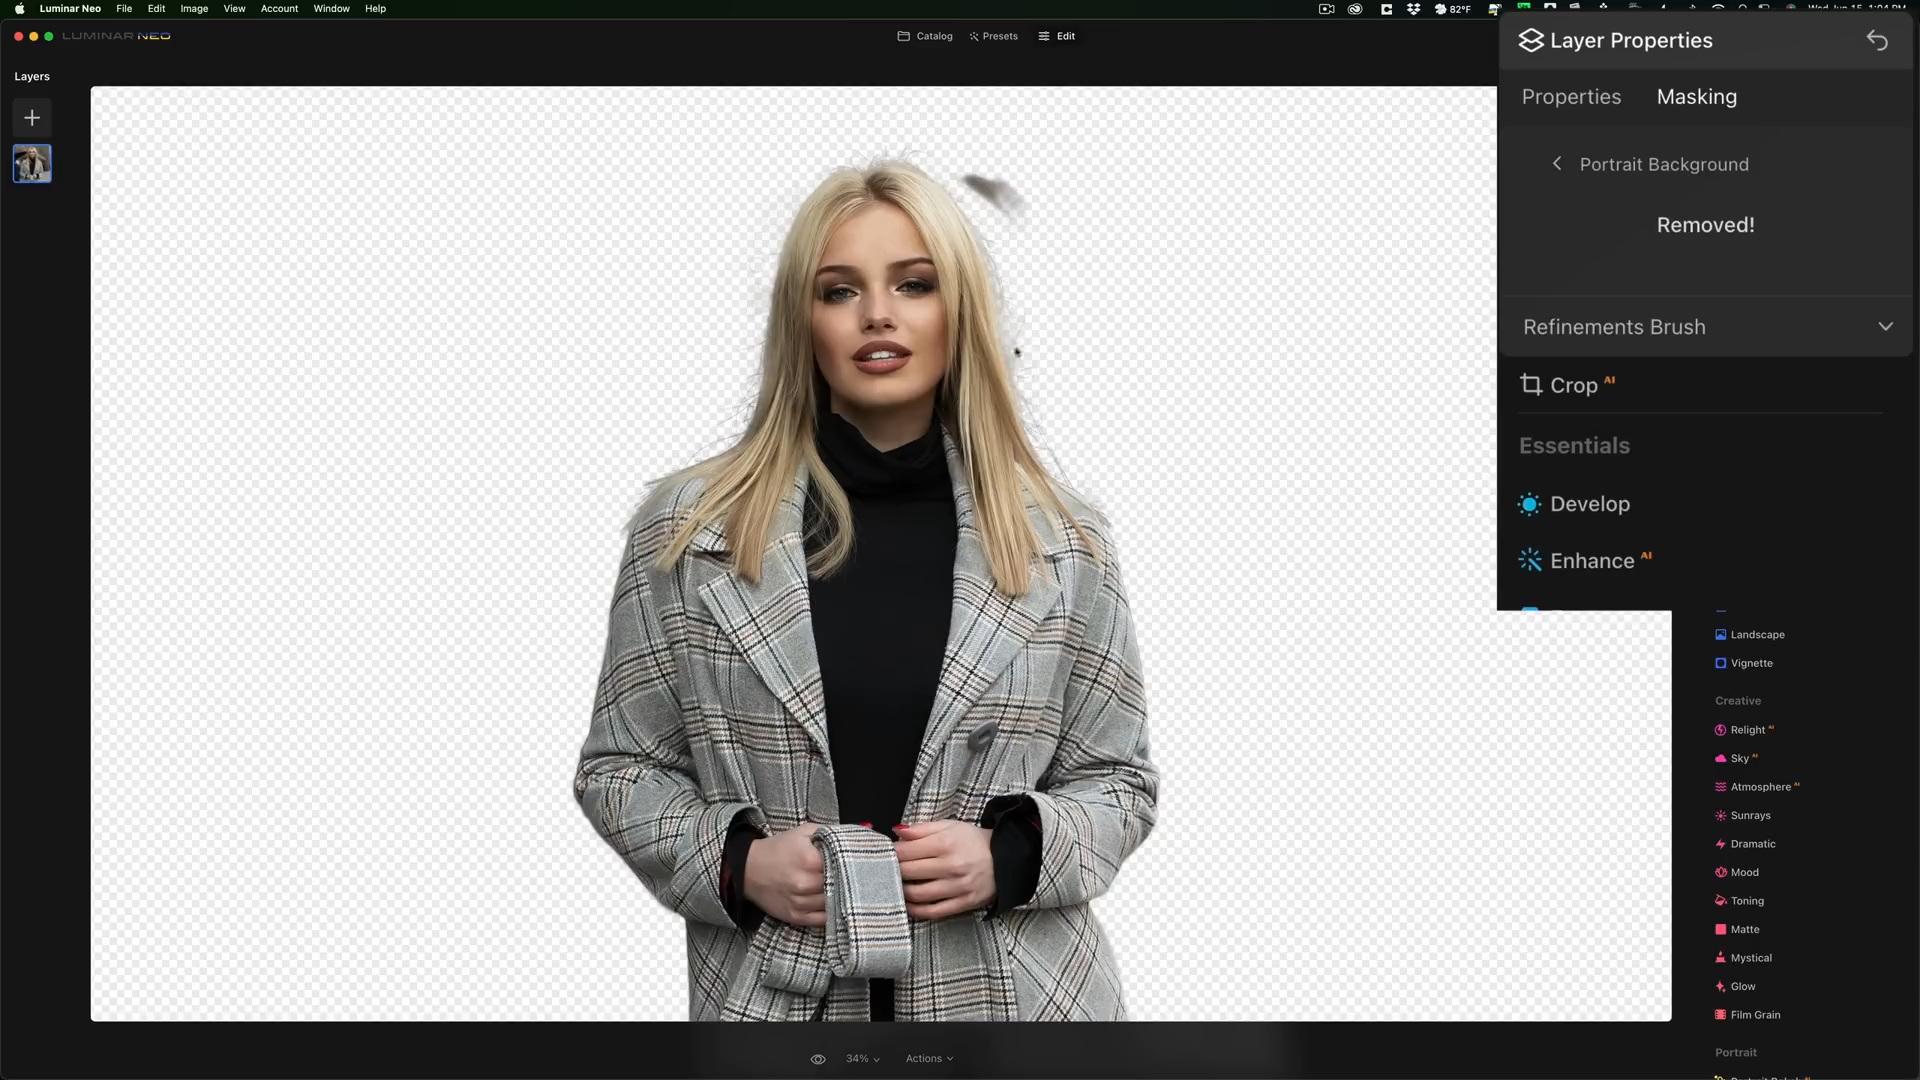 Luminar Neo File Edit Image View Account Window Help
82°F
LUMINAR NEO
Catalog Presets Edit
Layers
Layer Properties
Properties Masking
Portrait Background
Removed!
Refinements Brush
Crop AI
Essentials
Develop
Enhance AI
Landscape
Vignette
Creative
Relight AI
Sky AI
Atmosphere AI
Sunrays
Dramatic
Mood
Toning
Matte
Mystical
Glow
Film Grain
Portrait
34% Actions